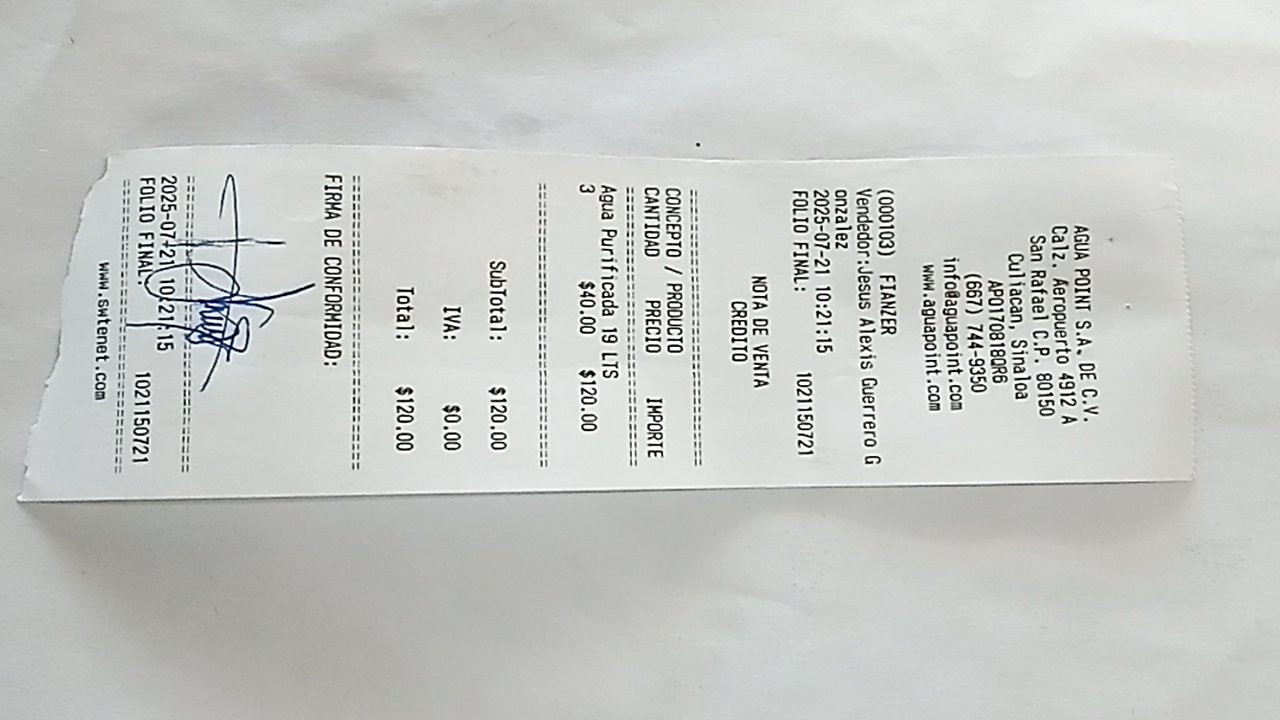 AGUA POINT S.A. DE C.V.
Calz. Aeropuerto 4912 A
San Rafael C.P. 80150
Culiacan, Sinaloa
APO170818QR6
(667) 744-9350
info@aguapoint.com
www.aguapoint.com
(000103) FIANZER
Vendedor:Jesus Alexis Guerrero G
onzalez
2025-07-21 10:21:15
FOLIO FINAL: 1021150721
NOTA DE VENTA
CREDITO
================================
CONCEPTO / PRODUCTO
CANTIDAD PRECIO IMPORTE
================================
Agua Purificada 19 LTS
3 $40.00 $120.00
================================
SubTotal: $120.00
IVA: $0.00
Total: $120.00
================================
FIRMA DE CONFORMIDAD:
================================
2025-07-21 10:21:15
FOLIO FINAL: 1021150721
================================
www.swtenet.com